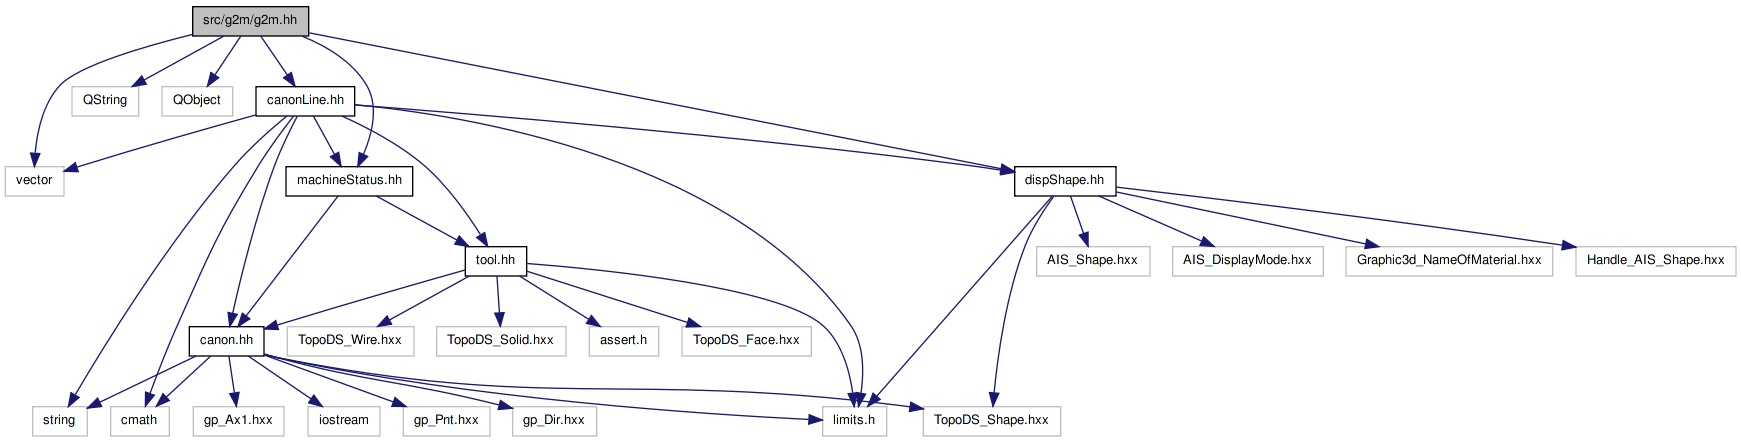 src/g2m/g2m.hh
QString
QObject
canonLine.hh
vector
machineStatus.hh
dispShape.hh
tool.hh
AIS_Shape.hxx
AIS_DisplayMode.hxx
Graphic3d_NameOfMaterial.hxx
Handle_AIS_Shape.hxx
canon.hh
TopoDS_Wire.hxx
TopoDS_Solid.hxx
assert.h
TopoDS_Face.hxx
string
cmath
gp_Ax1.hxx
iostream
gp_Pnt.hxx
gp_Dir.hxx
limits.h
TopoDS_Shape.hxx